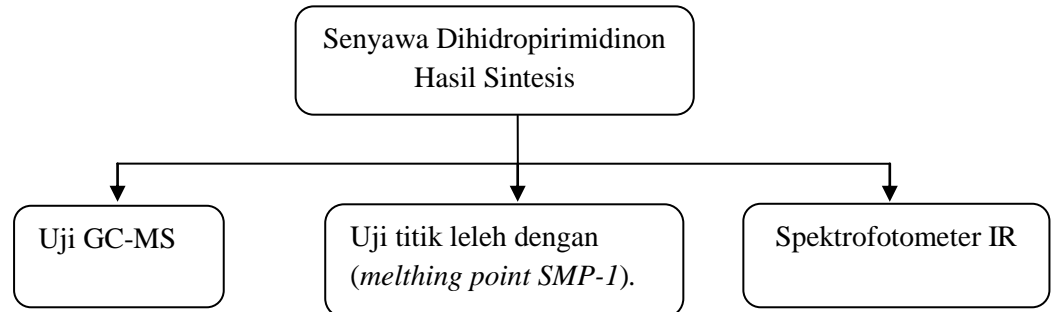 Senyawa Dihidropirimidinon
Hasil Sintesis
Uji GC-MS
Uji titik leleh dengan
(melthing point SMP-1).
Spektrofotometer IR